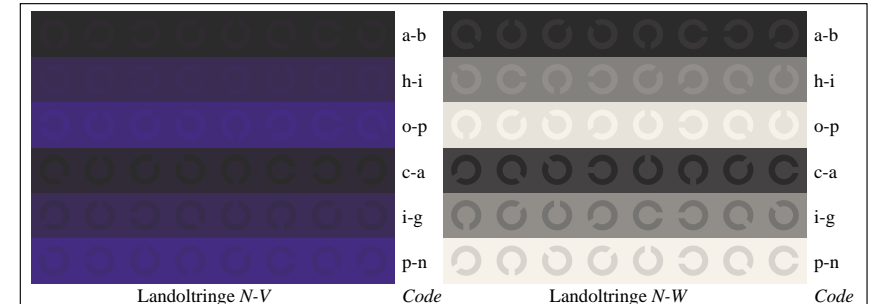 a-b a-b
h-i h-i
o-p o-p
c-a c-a
i-g i-g
p-n p-n
Landoltringe N-V Code Landoltringe N-W Code